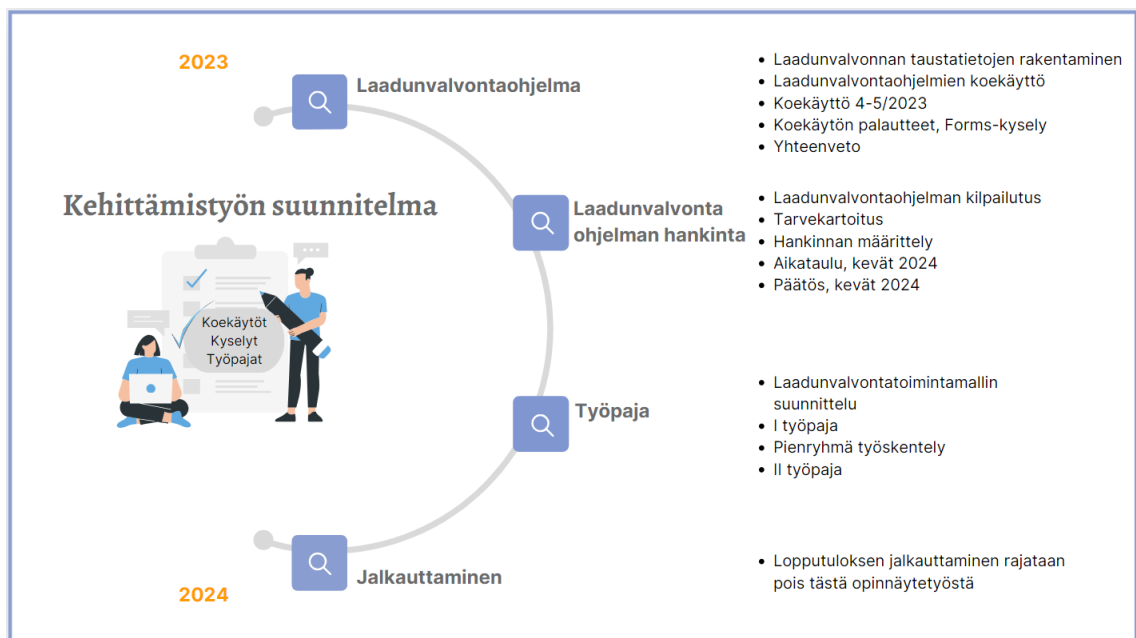 2023
Laadunvalvontaohjelma
• Laadunvalvonnan taustatietojen rakentaminen
• Laadunvalvontaohjelmien koekäyttö
• Koekäyttö 4-5/2023
• Koekäytön palautteet, Forms-kysely
• Yhteenveto
Kehittämistyön suunnitelma
Koekäytöt
Kyselyt
Työpajat
Laadunvalvonta
ohjelman hankinta
• Laadunvalvontaohjelman kilpailutus
• Tarvekartoitus
• Hankinnan määrittely
• Aikataulu, kevät 2024
• Päätös, kevät 2024
Työpaja
• Laadunvalvontatoimintamallin
suunnittelu
• I työpaja
• Pienryhmä työskentely
• II työpaja
Jalkauttaminen
• Lopputuloksen jalkauttaminen rajataan
pois tästä opinnäytetyöstä
2024